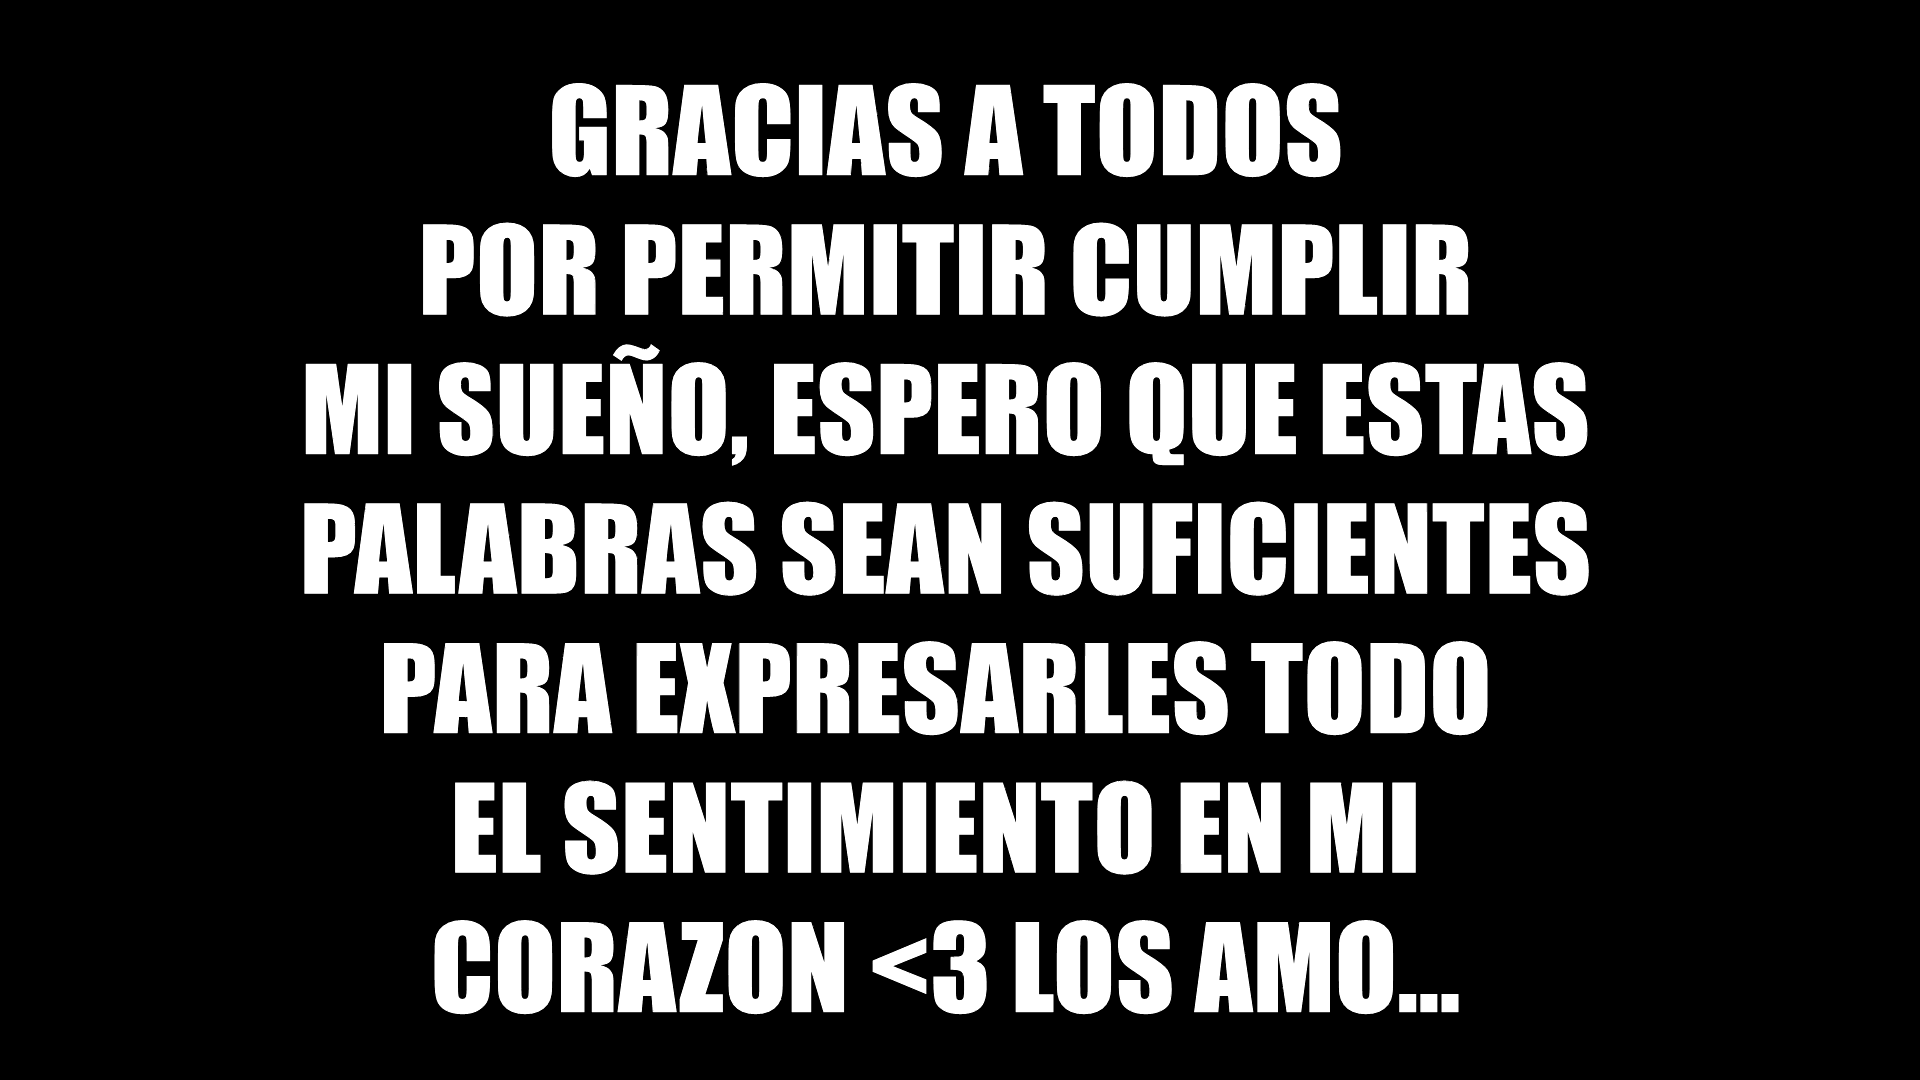 GRACIAS A TODOS
POR PERMITIR CUMPLIR
MI SUEÑO, ESPERO QUE ESTAS
PALABRAS SEAN SUFICIENTES
PARA EXPRESARLES TODO
EL SENTIMIENTO EN MI
CORAZON <3 LOS AMO...